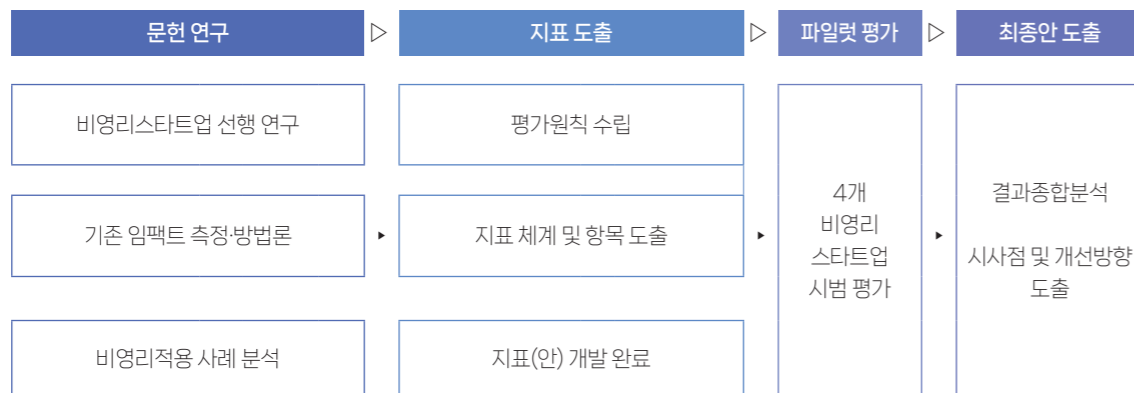 문헌 연구 ▷ 지표 도출 ▷ 파일럿 평가 ▷ 최종안 도출
비영리스타트업 선행 연구
기존 임팩트 측정·방법론
비영리적용 사례 분석
평가원칙 수립
지표 체계 및 항목 도출
지표(안) 개발 완료
4개
비영리
스타트업
시범 평가
결과종합분석
시사점 및 개선방향
도출